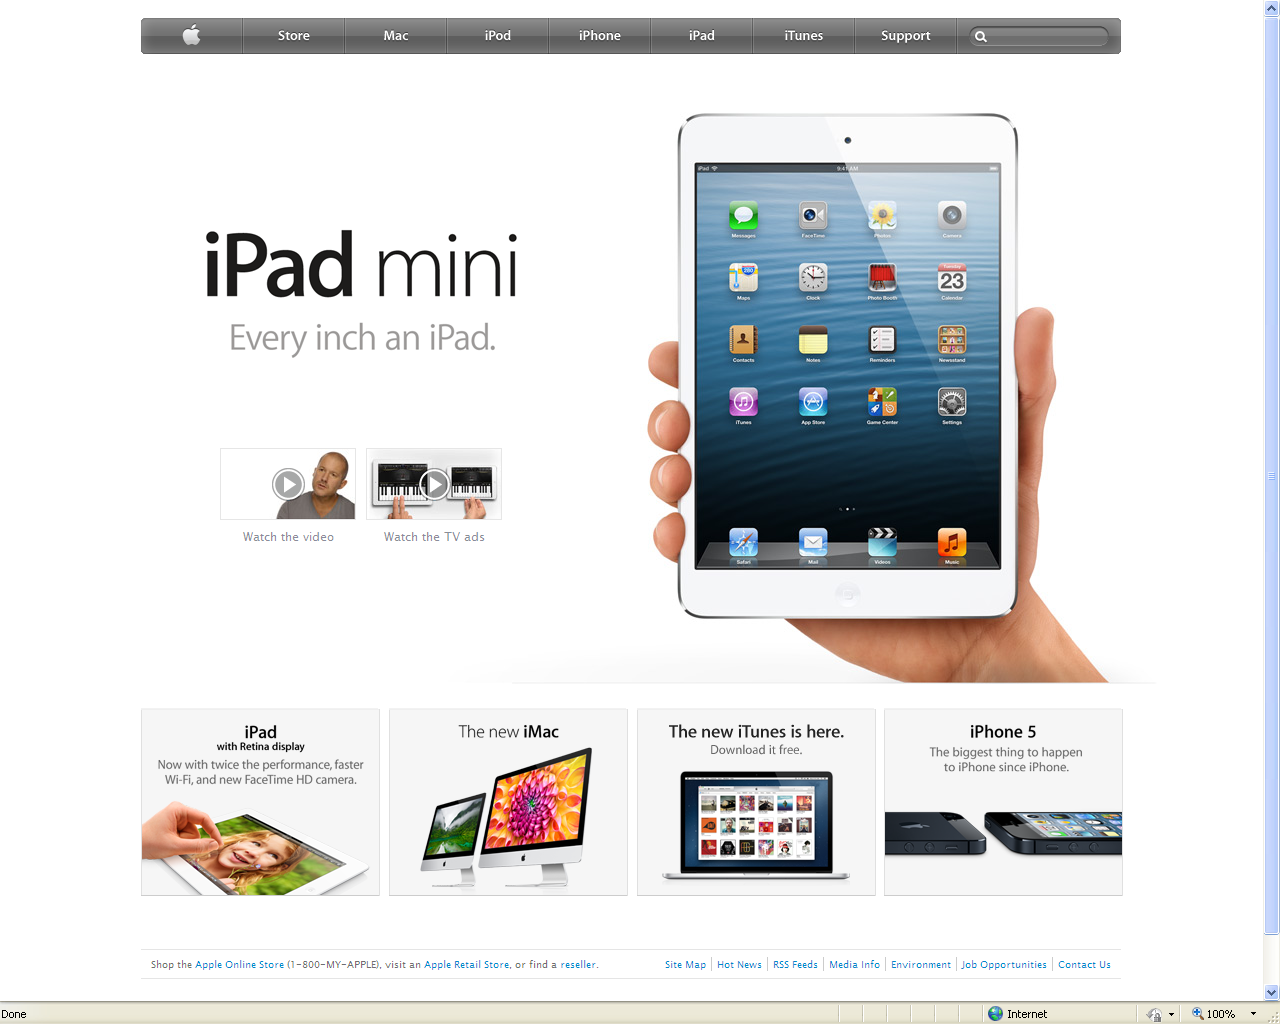 Store Mac iPod iPhone iPad iTunes Support
iPad 9:41 AM
Messages FaceTime Photos Camera
280 Tuesday 23
Maps Clock Photo Booth Calendar
iPad mini
Every inch an iPad.
Contacts Notes Reminders Newsstand
iTunes App Store Game Center Settings
Safari Mail Videos Music
Watch the video Watch the TV ads
iPad
with Retina display
Now with twice the performance, faster
Wi-Fi, and new FaceTime HD camera.
The new iMac
The new iTunes is here.
Download it free.
iPhone 5
The biggest thing to happen
to iPhone since iPhone.
Shop the Apple Online Store (1-800-MY-APPLE), visit an Apple Retail Store, or find a reseller.
Site Map Hot News RSS Feeds Media Info Environment Job Opportunities Contact Us
Done Internet 100%